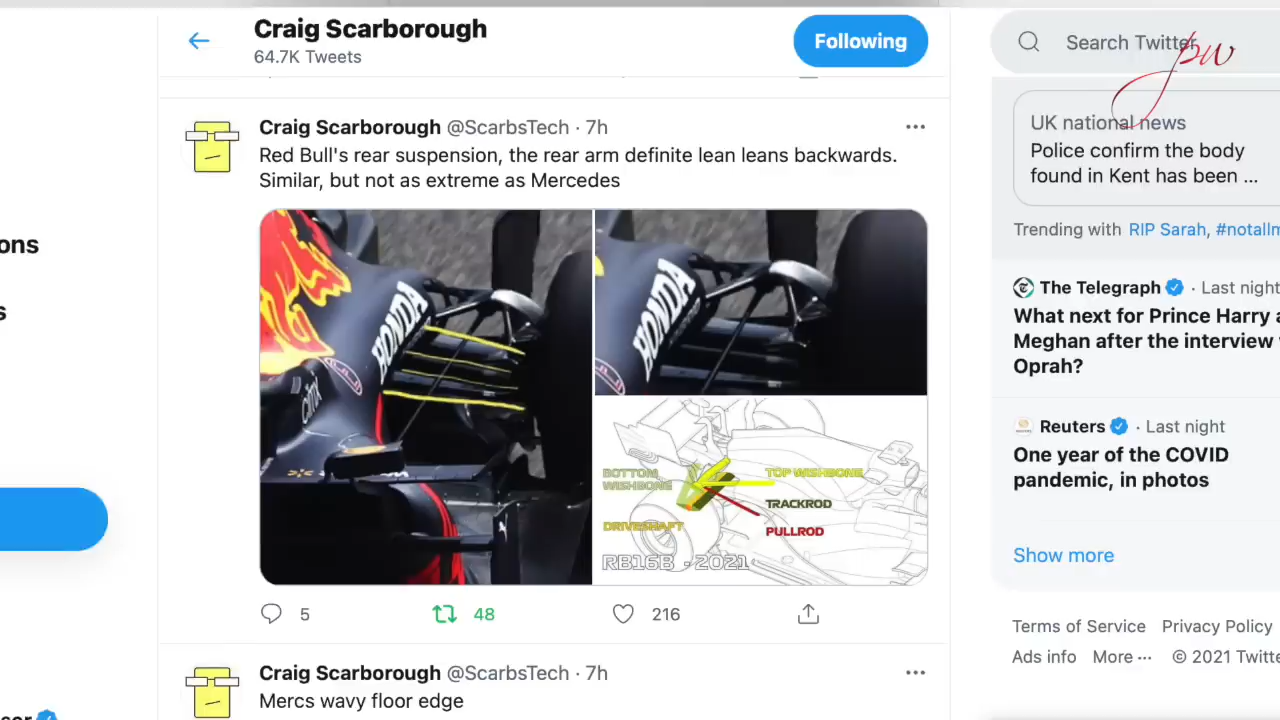 Craig Scarborough
64.7K Tweets
Following
Search Twitter
pw
Craig Scarborough @ScarbsTech · 7h
Red Bull's rear suspension, the rear arm definite lean leans backwards.
Similar, but not as extreme as Mercedes
HONDA
citrix
HONDA
BOTTOM
WISHBONE
TOP WISHBONE
TRACKROD
DRIVESHAFT
PULLROD
RB16B - 2021
5
48
216
Craig Scarborough @ScarbsTech · 7h
Mercs wavy floor edge
ons
s
UK national news
Police confirm the body
found in Kent has been ...
Trending with RIP Sarah, #notallm
The Telegraph · Last night
What next for Prince Harry a
Meghan after the interview
Oprah?
Reuters · Last night
One year of the COVID
pandemic, in photos
Show more
Terms of Service Privacy Policy
Ads info More ··· © 2021 Twitte